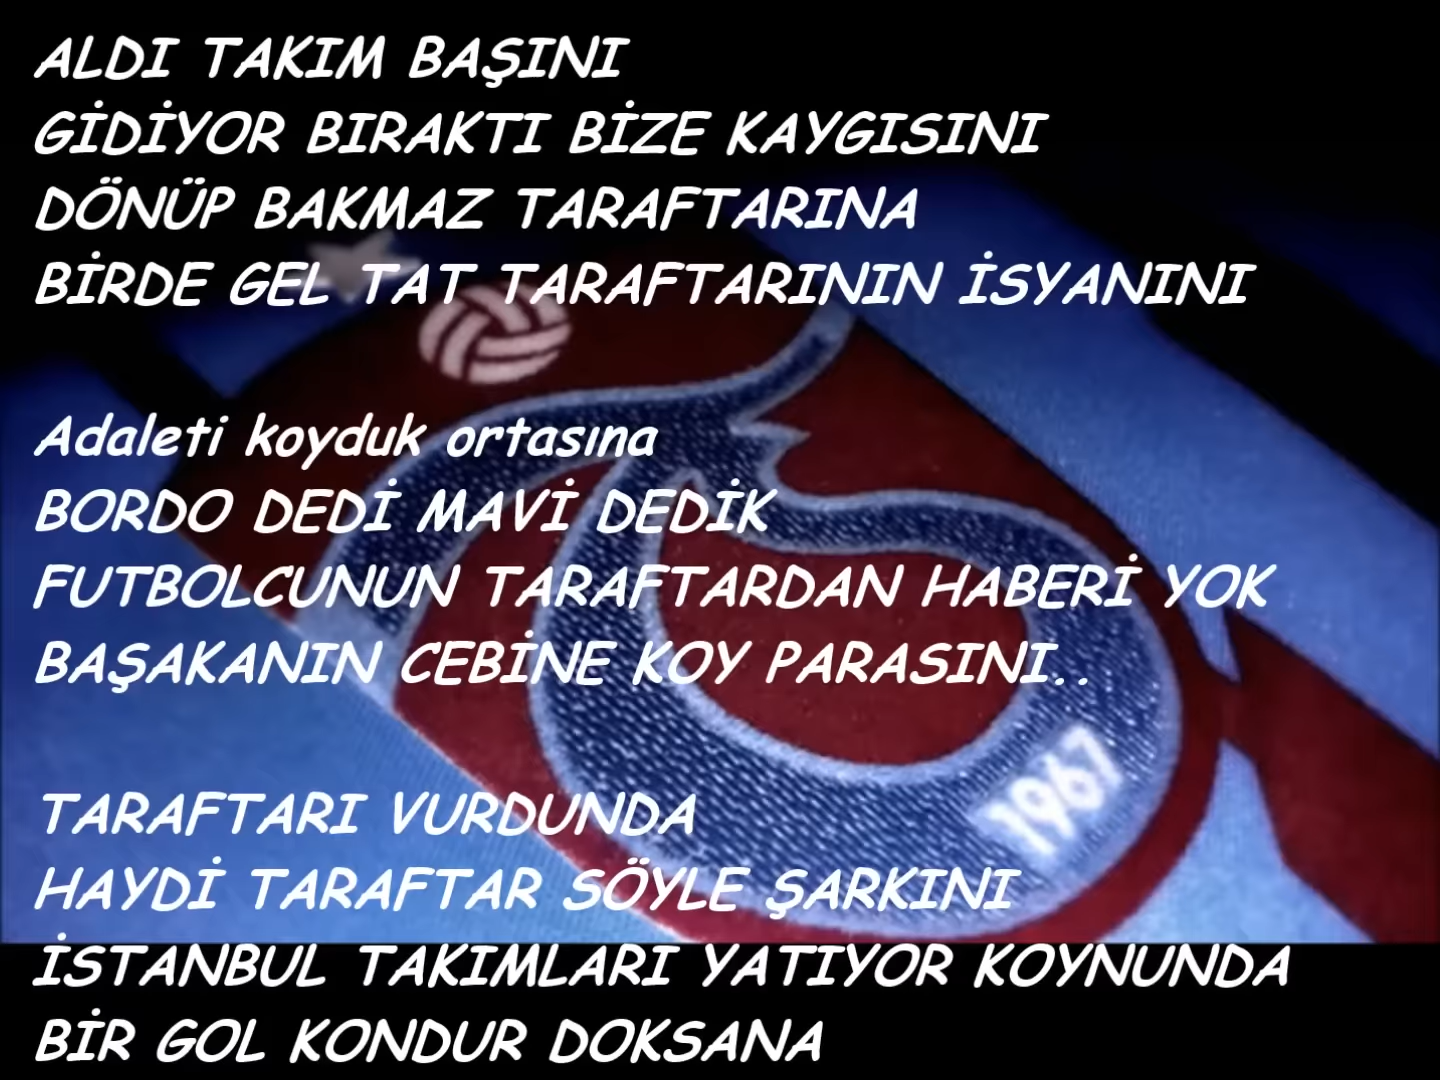 ALDI TAKIM BAŞINI
GİDİYOR BIRAKTI BİZE KAYGISINI
DÖNÜP BAKMAZ TARAFTARINA
BİRDE GEL TAT TARAFTARININ İSYANINI
Adaleti koyduk ortasına
BORDO DEDİ MAVİ DEDİK
FUTBOLCUNUN TARAFTARDAN HABERİ YOK
BAŞAKANIN CEBİNE KOY PARASINI..
1967
TARAFTARI VURDUNDA
HAYDİ TARAFTAR SÖYLE ŞARKINI
İSTANBUL TAKIMLARI YATIYOR KOYNUNDA
BİR GOL KONDUR DOKSANA